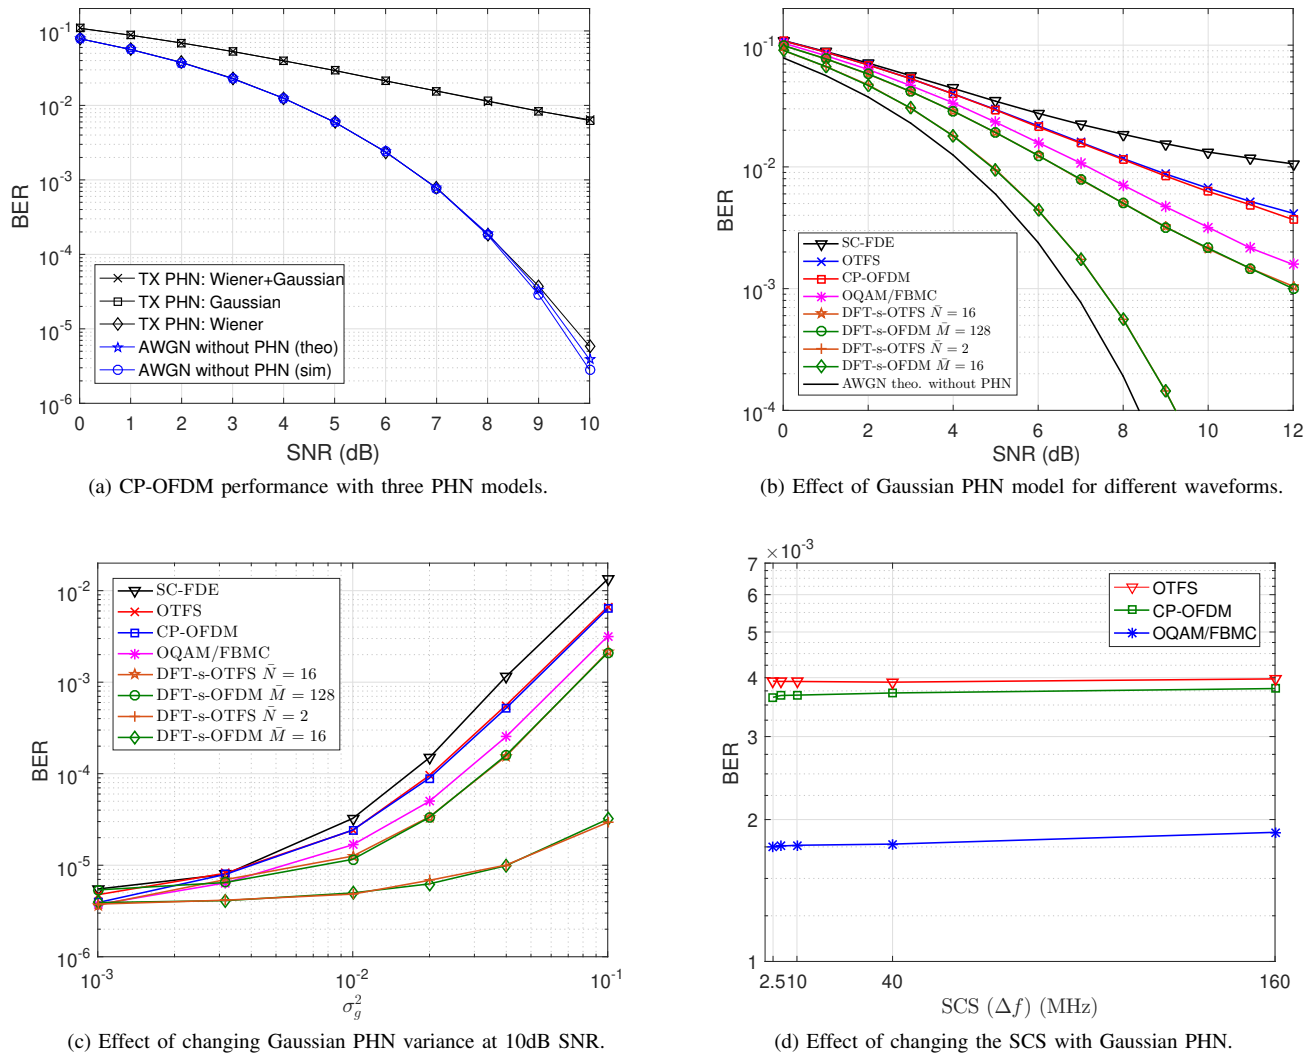 10^-1
10^-2
10^-3
10^-4
10^-5
10^-6
BER
TX PHN: Wiener+Gaussian
TX PHN: Gaussian
TX PHN: Wiener
AWGN without PHN (theo)
AWGN without PHN (sim)
0 1 2 3 4 5 6 7 8 9 10
SNR (dB)
(a) CP-OFDM performance with three PHN models.
10^-1
10^-2
10^-3
10^-4
BER
SC-FDE
OTFS
CP-OFDM
OQAM/FBMC
DFT-s-OTFS N̄ = 16
DFT-s-OFDM M̄ = 128
DFT-s-OTFS N̄ = 2
DFT-s-OFDM M̄ = 16
AWGN theo. without PHN
0 2 4 6 8 10 12
SNR (dB)
(b) Effect of Gaussian PHN model for different waveforms.
10^-2
10^-3
10^-4
10^-5
10^-6
BER
SC-FDE
OTFS
CP-OFDM
OQAM/FBMC
DFT-s-OTFS N̄ = 16
DFT-s-OFDM M̄ = 128
DFT-s-OTFS N̄ = 2
DFT-s-OFDM M̄ = 16
10^-3 10^-2 10^-1
σ_g^2
(c) Effect of changing Gaussian PHN variance at 10dB SNR.
×10^-3
7
6
5
4
3
2
1
BER
OTFS
CP-OFDM
OQAM/FBMC
2.5 5 10 40 160
SCS (Δf) (MHz)
(d) Effect of changing the SCS with Gaussian PHN.